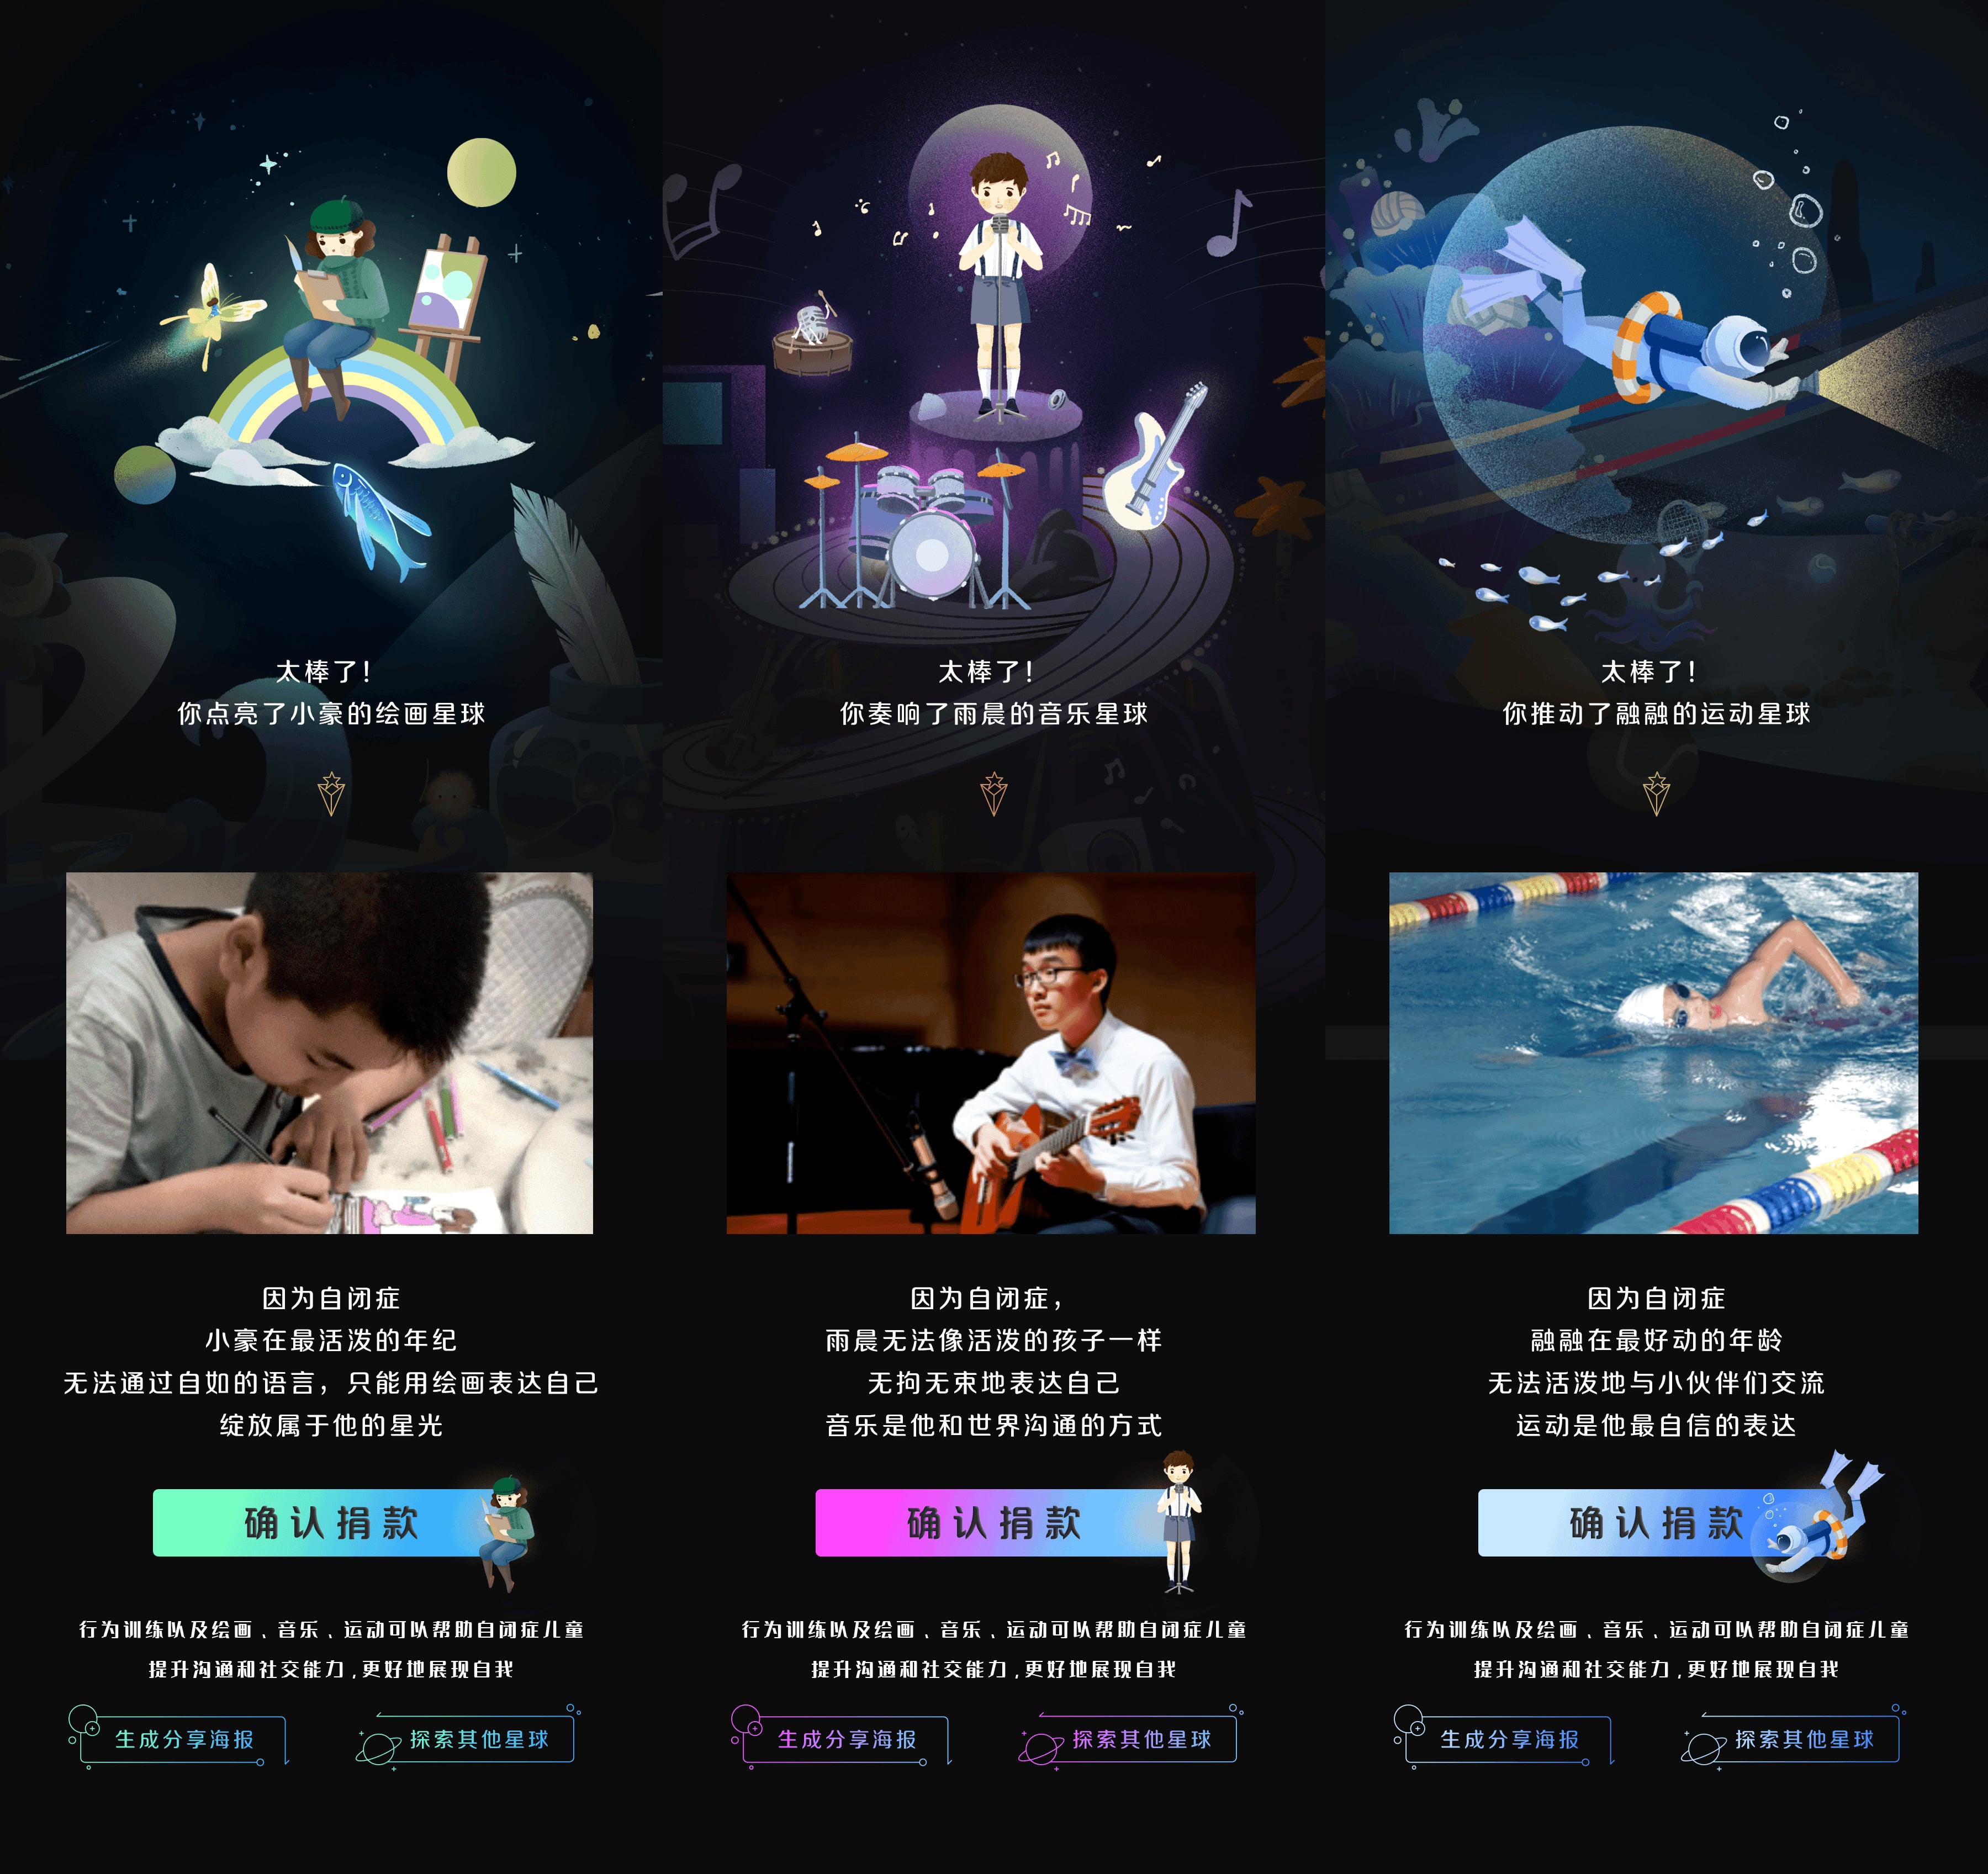 太棒了！
你点亮了小豪的绘画星球
因为自闭症
小豪在最活泼的年纪
无法通过自如的语言，只能用绘画表达自己
绽放属于他的星光
确认捐款
行为训练以及绘画、音乐、运动可以帮助自闭症儿童
提升沟通和社交能力,更好地展现自我
生成分享海报
探索其他星球
太棒了！
你奏响了雨晨的音乐星球
因为自闭症，
雨晨无法像活泼的孩子一样
无拘无束地表达自己
音乐是他和世界沟通的方式
确认捐款
行为训练以及绘画、音乐、运动可以帮助自闭症儿童
提升沟通和社交能力,更好地展现自我
生成分享海报
探索其他星球
太棒了！
你推动了融融的运动星球
因为自闭症
融融在最好动的年龄
无法活泼地与小伙伴们交流
运动是他最自信的表达
确认捐款
行为训练以及绘画、音乐、运动可以帮助自闭症儿童
提升沟通和社交能力,更好地展现自我
生成分享海报
探索其他星球